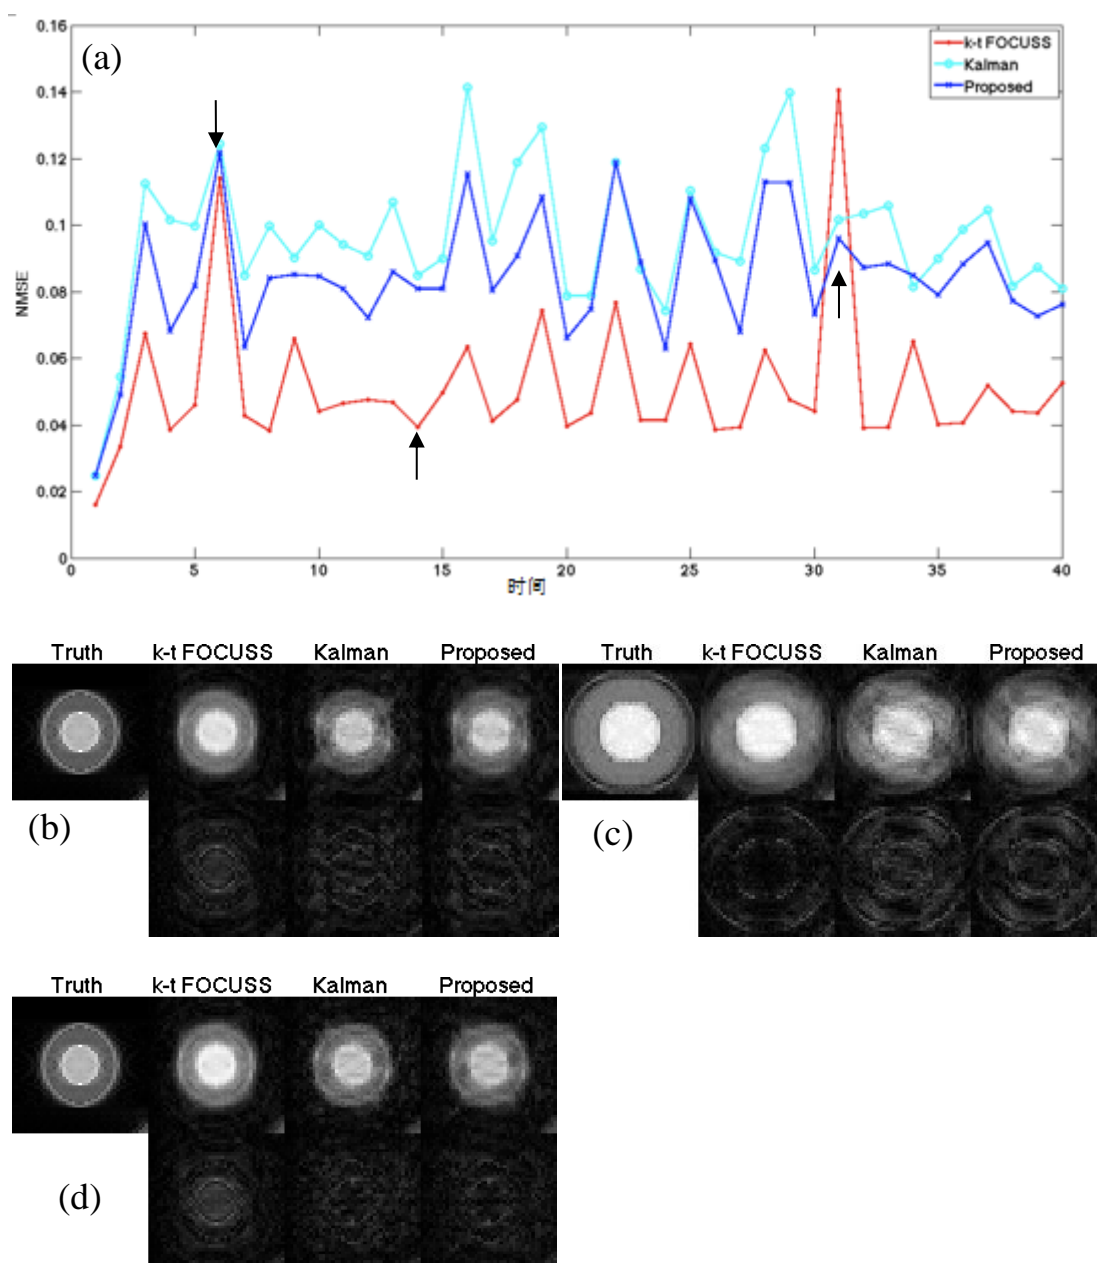 0.16
(a)
k-t FOCUSS
Kalman
Proposed
0.14
0.12
0.1
NMSE
0.08
0.06
0.04
0.02
0
0 5 10 15 20 25 30 35 40
时间
Truth k-t FOCUSS Kalman Proposed Truth k-t FOCUSS Kalman Proposed
(b) (c)
Truth k-t FOCUSS Kalman Proposed
(d)